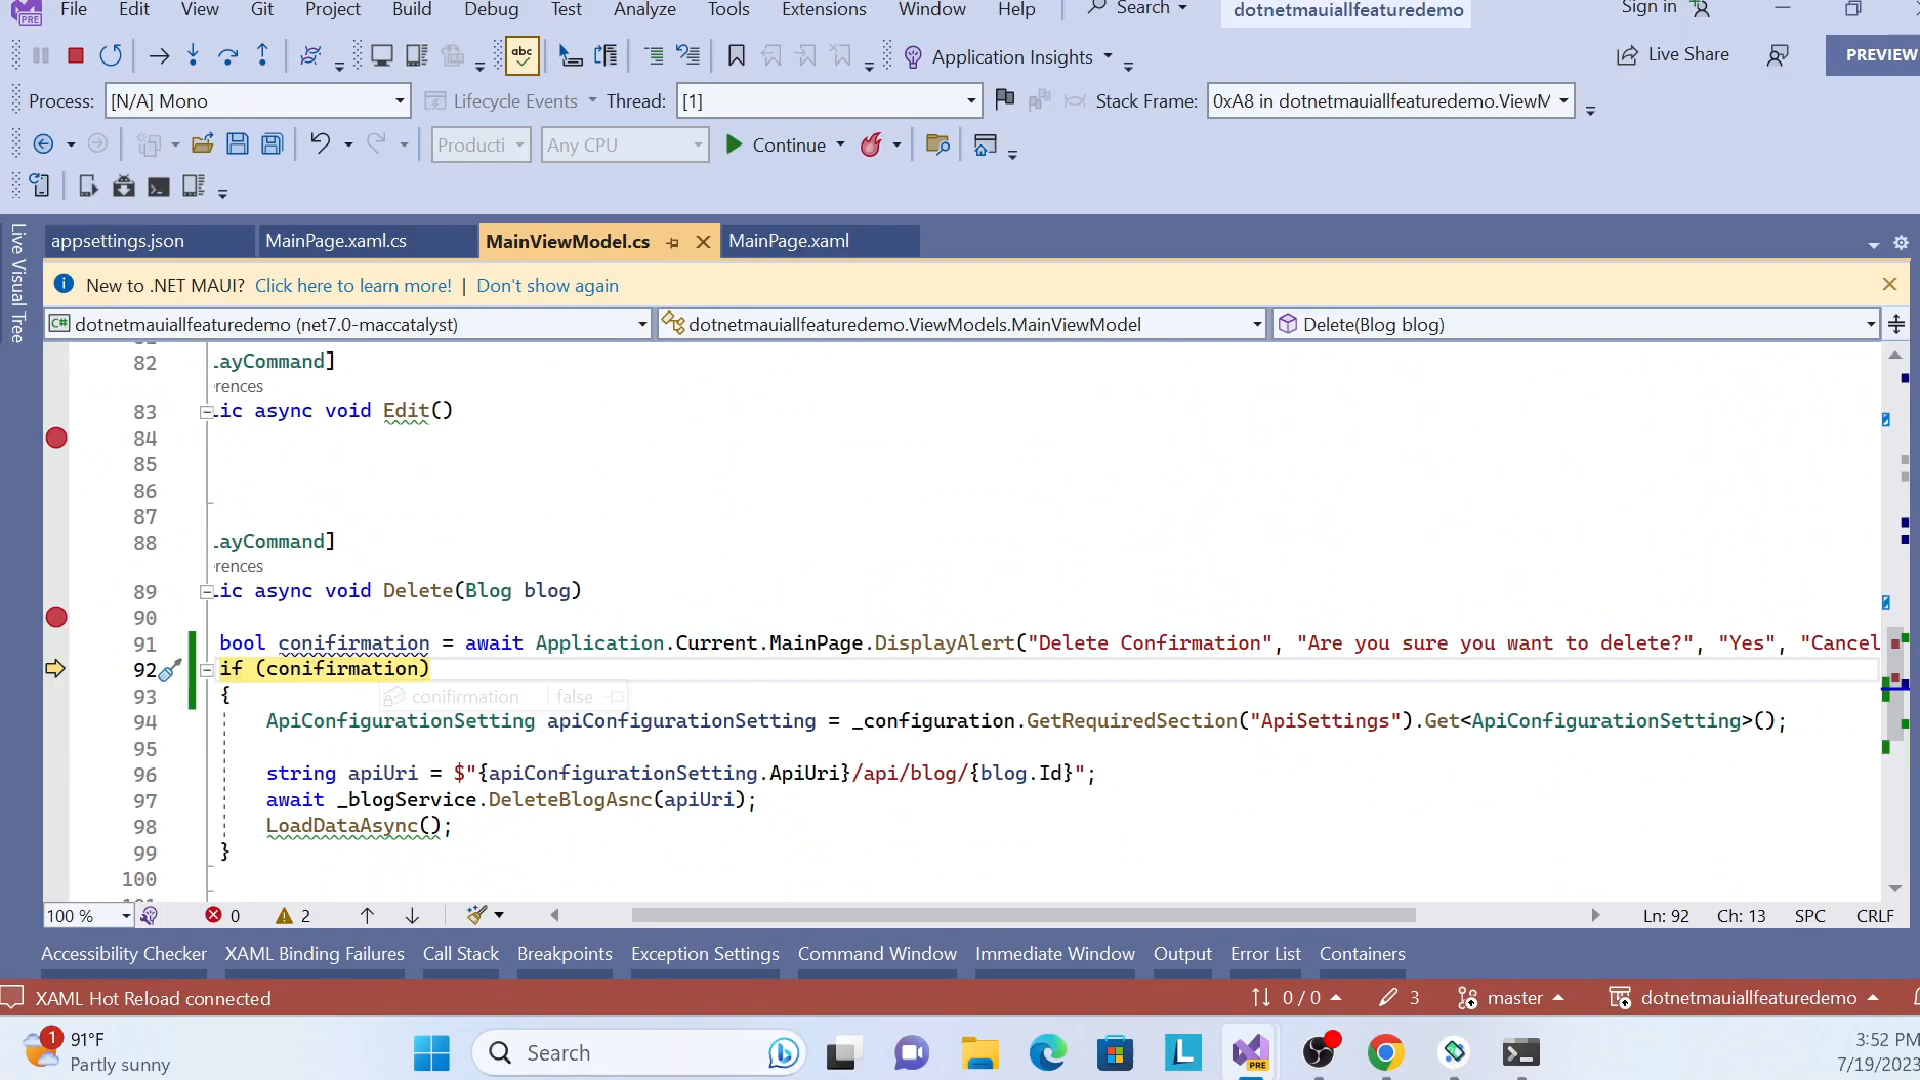 File Edit View Git Project Build Debug Test Analyze Tools Extensions Window Help Search dotnetmauiallfeaturedemo Sign in
PRE
abc Application Insights Live Share PREVIEW
Process: [N/A] Mono Lifecycle Events Thread: [1] Stack Frame: 0xA8 in dotnetmauiallfeaturedemo.ViewM
Producti Any CPU Continue
Live Visual Tree
appsettings.json MainPage.xaml.cs MainViewModel.cs MainPage.xaml
New to .NET MAUI? Click here to learn more! | Don't show again
C# dotnetmauiallfeaturedemo (net7.0-maccatalyst) dotnetmauiallfeaturedemo.ViewModels.MainViewModel Delete(Blog blog)
82 layCommand]
rences
83 lic async void Edit()
84
85
86
87
88 layCommand]
rences
89 lic async void Delete(Blog blog)
90
91 bool conifirmation = await Application.Current.MainPage.DisplayAlert("Delete Confirmation", "Are you sure you want to delete?", "Yes", "Cancel
92 if (conifirmation)
93 {
conifirmation false
94 ApiConfigurationSetting apiConfigurationSetting = _configuration.GetRequiredSection("ApiSettings").Get<ApiConfigurationSetting>();
95
96 string apiUri = $"{apiConfigurationSetting.ApiUri}/api/blog/{blog.Id}";
97 await _blogService.DeleteBlogAsnc(apiUri);
98 LoadDataAsync();
99 }
100
100 % 0 2 Ln: 92 Ch: 13 SPC CRLF
Accessibility Checker XAML Binding Failures Call Stack Breakpoints Exception Settings Command Window Immediate Window Output Error List Containers
XAML Hot Reload connected 0 / 0 3 master dotnetmauiallfeaturedemo
1 91°F
Partly sunny
Search
L
PRE
3:52 PM
7/19/2023